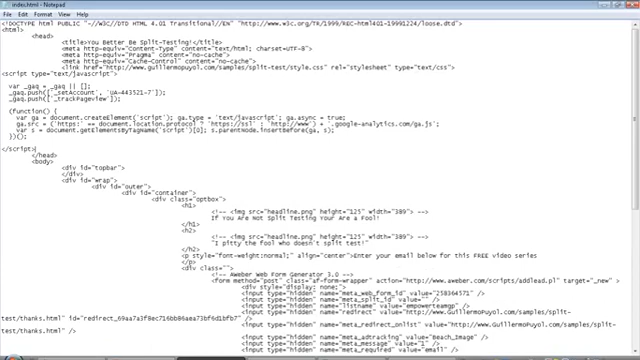 index.html - Notepad
File Edit Format View Help
<!DOCTYPE html PUBLIC "-//W3C//DTD HTML 4.01 Transitional//EN" "http://www.w3c.org/TR/1999/REC-html401-19991224/loose.dtd">
<html>
<head>
<title>You Better Be Split-Testing!</title>
<meta http-equiv="Content-Type" content="text/html; charset=UTF-8">
<meta http-equiv="Pragma" content="no-cache">
<meta http-equiv="Cache-Control" content="no-cache">
<link href="http://www.guillermopuyol.com/samples/split-test/style.css" rel="stylesheet" type="text/css">
<script type="text/javascript">
var _gaq = _gaq || [];
_gaq.push(['_setAccount', 'UA-443521-7']);
_gaq.push(['_trackPageview']);
(function() {
var ga = document.createElement('script'); ga.type = 'text/javascript'; ga.async = true;
ga.src = ('https:' == document.location.protocol ? 'https://ssl' : 'http://www') + '.google-analytics.com/ga.js';
var s = document.getElementsByTagName('script')[0]; s.parentNode.insertBefore(ga, s);
})();
</script>
</head>
<body>
<div id="topbar">
</div>
<div id="wrap">
<div id="outer">
<div id="container">
<div class="optbox">
<h1>
<!-- <img src="headline.png" height="125" width="389"> -->
If You Are Not Split Testing Your Are a Fool!
<h2>
<!-- <img src="headline.png" height="125" width="389"> -->
"I pitty the fool who doesn't split test!"
</h2>
<p style="font-weight:normal;" align="center">Enter your email below for this FREE video series
</p>
<div class="">
<!-- AWeber Web Form Generator 3.0 -->
<form method="post" class="af-form-wrapper" action="http://www.aweber.com/scripts/addlead.pl" target="_new" >
<div style="display: none;">
<input type="hidden" name="meta_web_form_id" value="258364571" />
<input type="hidden" name="meta_split_id" value="" />
<input type="hidden" name="listname" value="empowerteamgp" />
<input type="hidden" name="redirect" value="http://www.GuillermoPuyol.com/samples/split-
test/thanks.html" id="redirect_69aa7a3f8ec716bb86aea73bf6d1bfb7" />
<input type="hidden" name="meta_redirect_onlist" value="http://www.GuillermoPuyol.com/samples/split-
test/thanks.html" />
<input type="hidden" name="meta_adtracking" value="Beach_Image" />
<input type="hidden" name="meta_message" value="1" />
<input type="hidden" name="meta_required" value="email" />